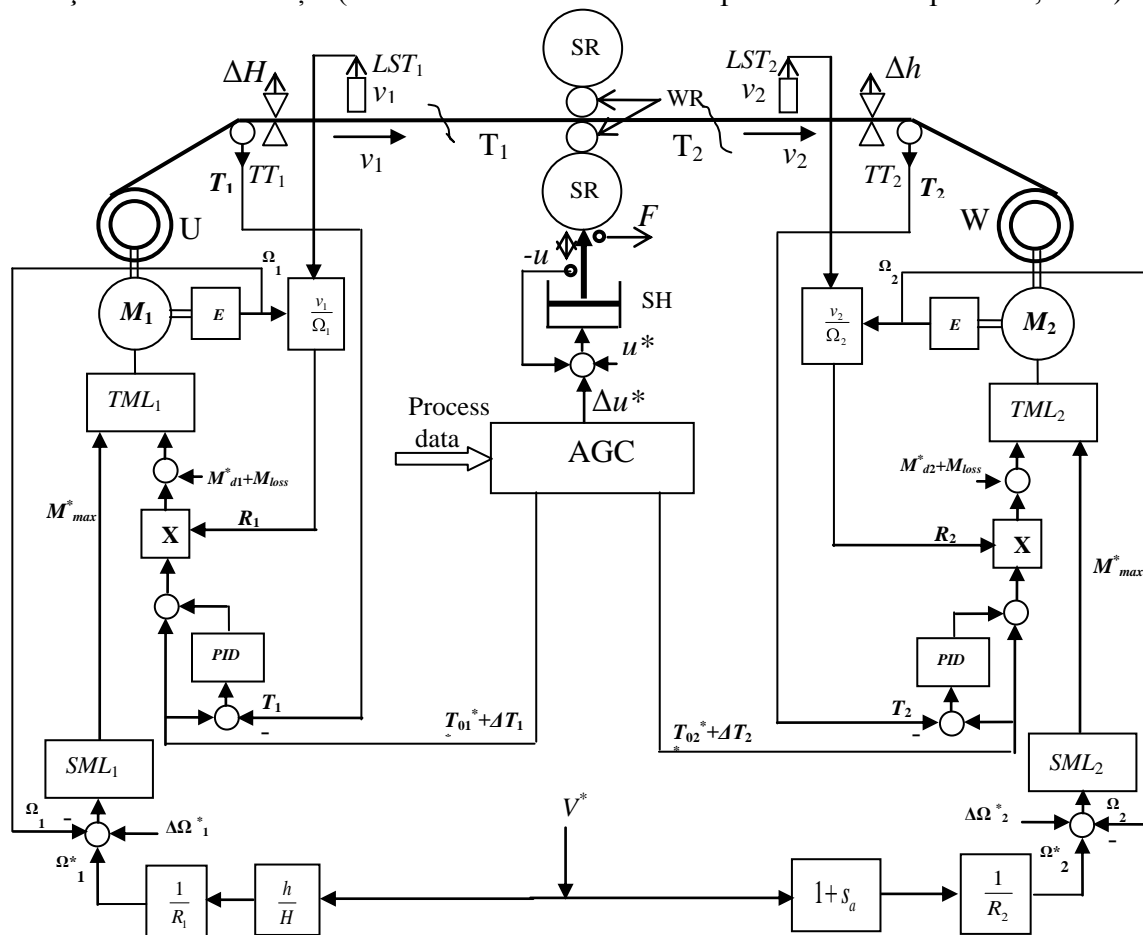 SR
ΔH
LST₁
v₁
LST₂
v₂
Δh
WR
v₁
T₁
T₂
v₂
T₁
TT₁
TT₂
T₂
SR
U
W
F
-u
Ω₁
Ω₂
SH
M₁
E
v₁/Ω₁
v₂/Ω₂
E
M₂
u*
Δu*
TML₁
TML₂
Process
data
AGC
M*d1+Mloss
M*d2+Mloss
M*max
X
R₁
R₂
X
M*max
PID
PID
T₁
-
T₂
-
T01*+ΔT1
*
T02*+ΔT2
*
SML₁
SML₂
Ω₁
-
ΔΩ*₁
V*
ΔΩ*₂
Ω₂
-
Ω*₁
Ω*₂
1/R₁
h/H
1+sₐ
1/R₂